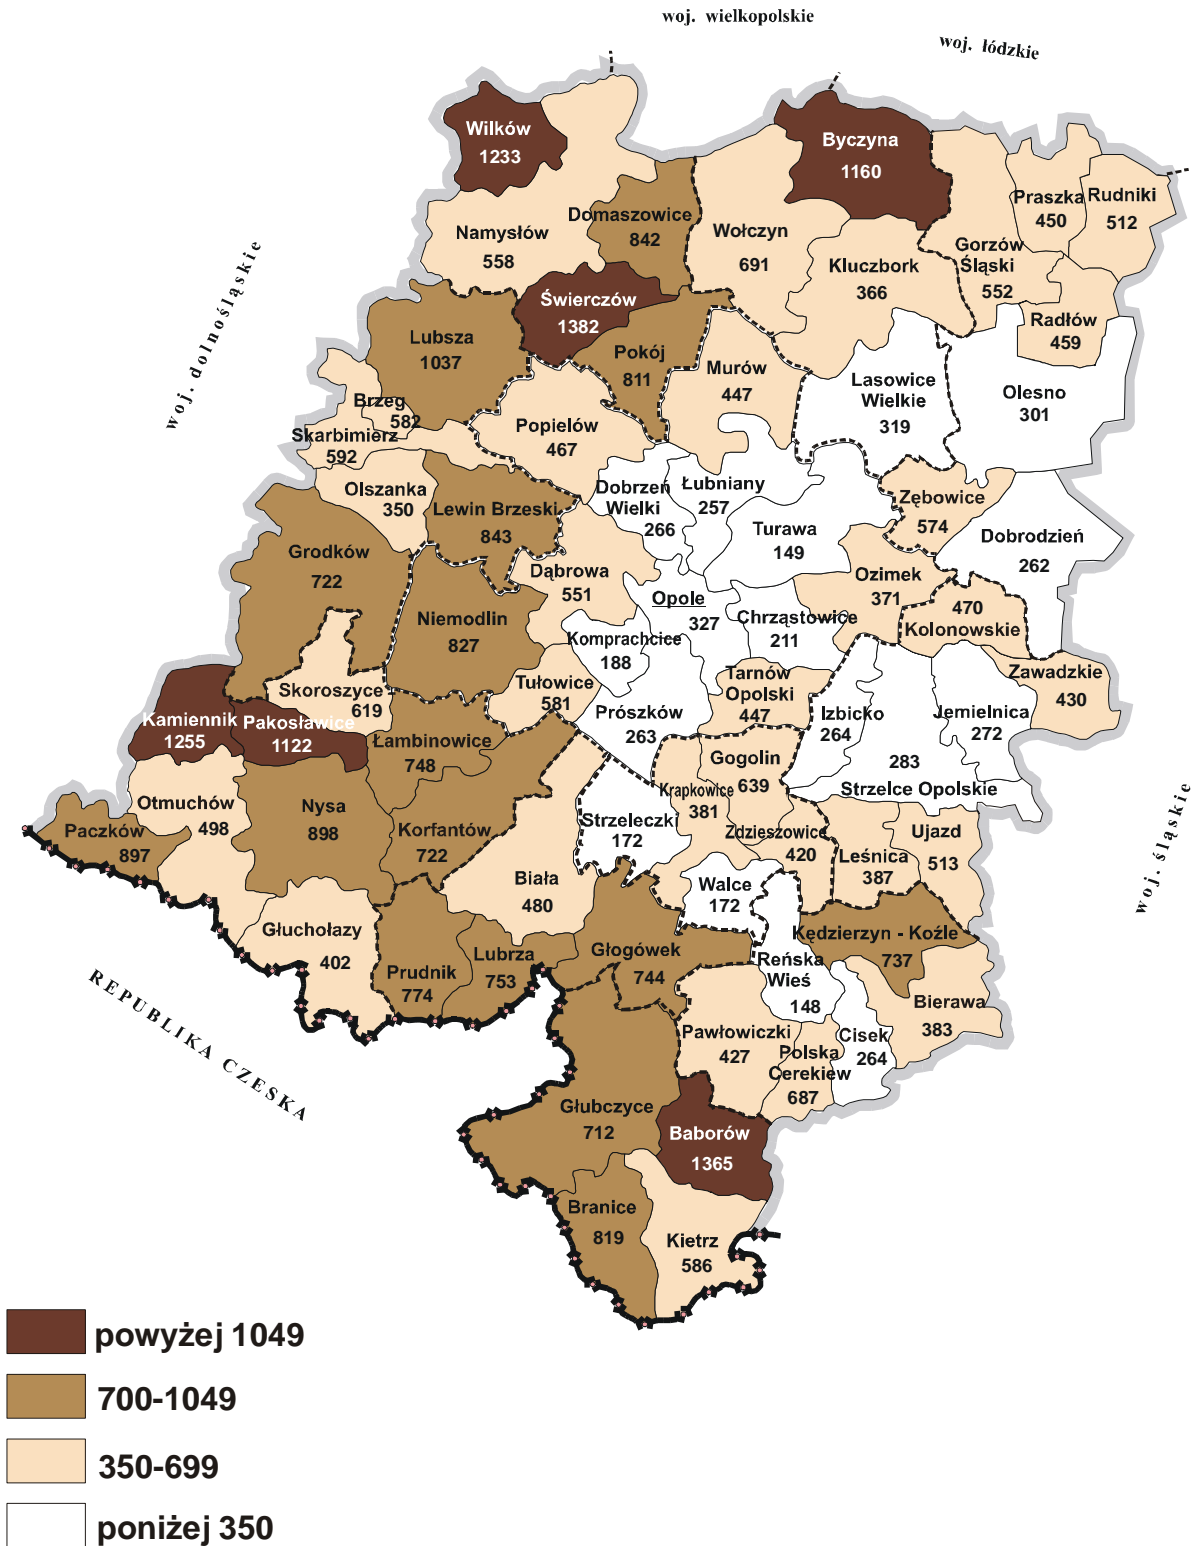 woj. wielkopolskie
woj. łódzkie
Wilków
1233
Byczyna
1160
Praszka
450
Rudniki
512
Domaszowice
842
Namysłów
558
Wołczyn
691
Kluczbork
366
Gorzów
Śląski
552
woj. dolnośląskie
Świerczów
1382
Radłów
459
Lubsza
1037
Pokój
811
Murów
447
Lasowice
Wielkie
319
Olesno
301
Brzeg
582
Skarbimierz
592
Popielów
467
Olszanka
350
Lewin Brzeski
843
Dobrzeń
Wielki
266
Łubniany
257
Turawa
149
Zębowice
574
Dobrodzień
262
Grodków
722
Dąbrowa
551
Ozimek
371
Opole
327
Niemodlin
827
Chrząstowice
211
470
Kolonowskie
Komprachcice
188
Skoroszyce
619
Tułowice
581
Tarnów
Opolski
447
Zawadzkie
430
Kamiennik
1255
Pakosławice
1122
Prószków
263
Izbicko
264
Jemielnica
272
Łambinowice
748
Gogolin
639
283
Strzelce Opolskie
Otmuchów
498
Nysa
898
Krapkowice
381
Paczków
897
Korfantów
722
Strzeleczki
172
Zdzieszowice
420
Leśnica
387
Ujazd
513
woj. śląskie
Biała
480
Walce
172
Głuchołazy
402
Prudnik
774
Lubrza
753
Głogówek
744
Kędzierzyn - Koźle
737
Reńska
Wieś
148
Bierawa
383
REPUBLIKA CZESKA
Pawłowiczki
427
Polska
Cerekiew
687
Cisek
264
Głubczyce
712
Baborów
1365
Branice
819
Kietrz
586
powyżej 1049
700-1049
350-699
poniżej 350